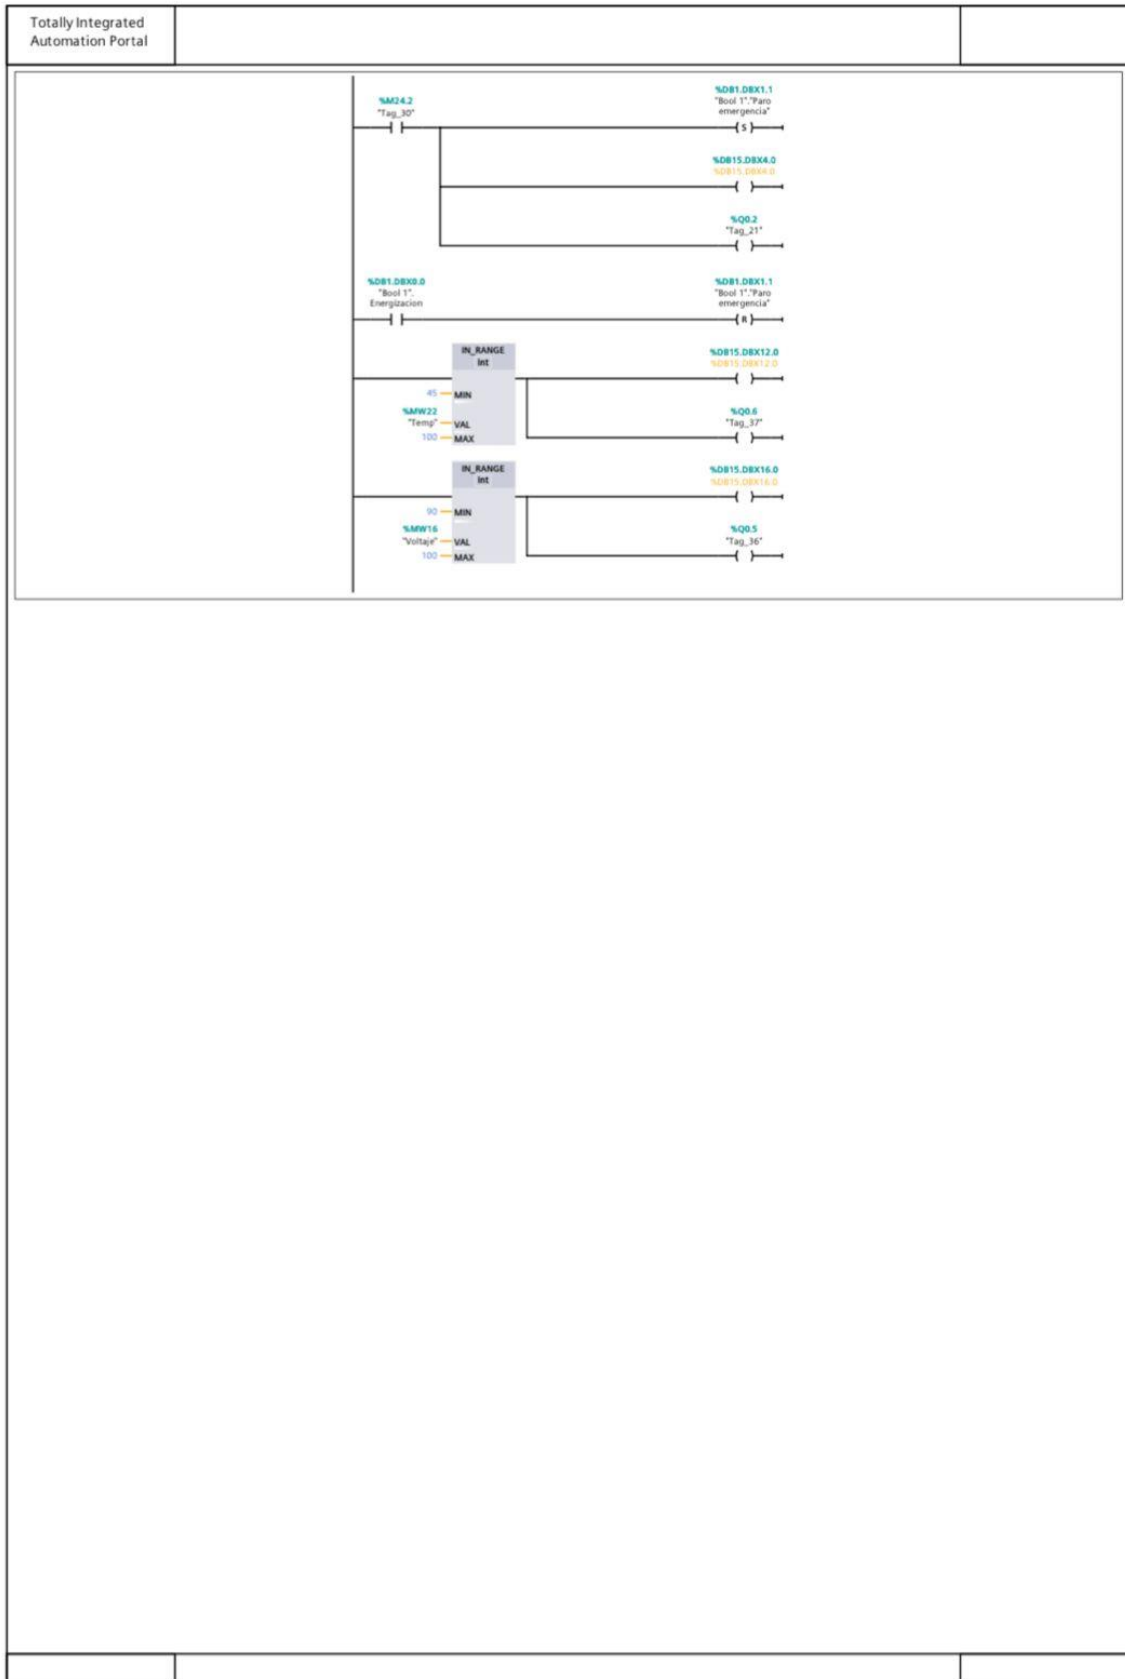 Totally Integrated
Automation Portal
%M24.2
"Tag_30"
%DB1.DBX1.1
"Bool 1"."Paro
emergencia"
S
%DB15.DBX4.0
%DB15.DBX4.0
%Q0.2
"Tag_21"
%DB1.DBX0.0
"Bool 1".
Energizacion
%DB1.DBX1.1
"Bool 1"."Paro
emergencia"
R
IN_RANGE
Int
45 MIN
%MW22
"Temp" VAL
100 MAX
%DB15.DBX12.0
%DB15.DBX12.0
%Q0.6
"Tag_37"
IN_RANGE
Int
90 MIN
%MW16
"Voltaje" VAL
100 MAX
%DB15.DBX16.0
%DB15.DBX16.0
%Q0.5
"Tag_36"